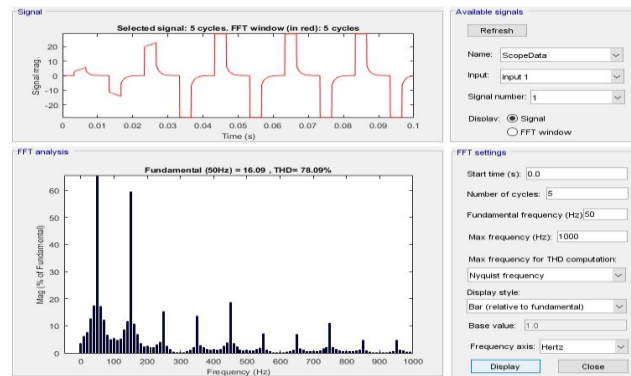 Signal
Selected signal: 5 cycles. FFT window (in red): 5 cycles
Signal mag.
20
10
0
-10
-20
0 0.01 0.02 0.03 0.04 0.05 0.06 0.07 0.08 0.09 0.1
Time (s)
FFT analysis
Fundamental (50Hz) = 16.09 , THD= 78.09%
Mag (% of Fundamental)
60
50
40
30
20
10
0
0 100 200 300 400 500 600 700 800 900 1000
Frequency (Hz)
Available signals
Refresh
Name: ScopeData
Input: input 1
Signal number: 1
Display: Signal
FFT window
FFT settings
Start time (s): 0.0
Number of cycles: 5
Fundamental frequency (Hz) 50
Max frequency (Hz): 1000
Max frequency for THD computation:
Nyquist frequency
Display style:
Bar (relative to fundamental)
Base value: 1.0
Frequency axis: Hertz
Display Close